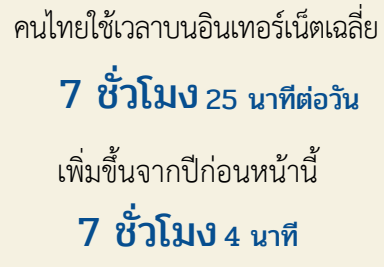 คนไทยใช้เวลาบนอินเทอร์เน็ตเฉลี่ย
7 ชั่วโมง 25 นาทีต่อวัน
เพิ่มขึ้นจากปีก่อนหน้านี้
7 ชั่วโมง 4 นาที